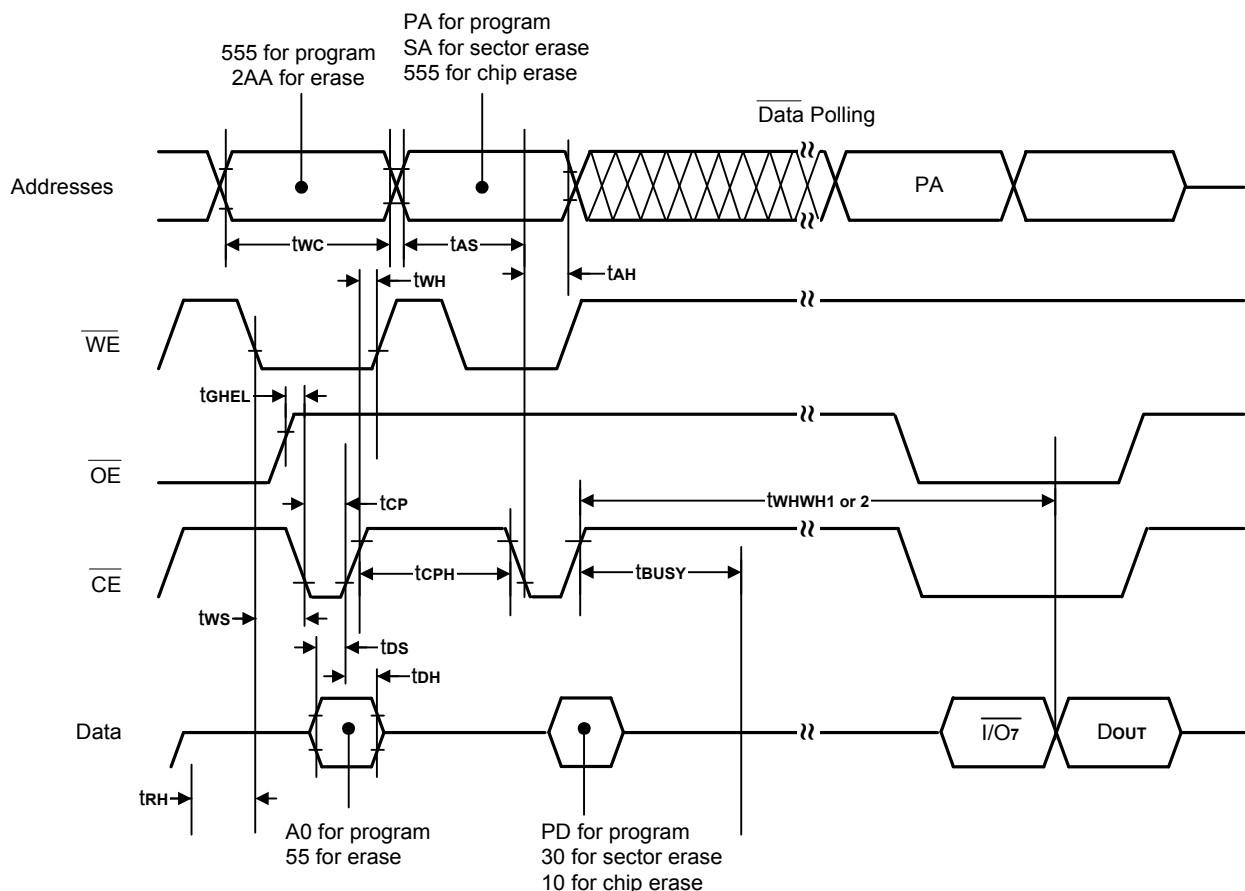 555 for program
2AA for erase
PA for program
SA for sector erase
555 for chip erase
Data Polling
Addresses
PA
tWC
tAS
tWH
tAH
WE
tGHEL
OE
tCP
tWHWH1 or 2
CE
tCPH
tBUSY
tWS
tDS
tDH
Data
I/O7
DOUT
tRH
A0 for program
55 for erase
PD for program
30 for sector erase
10 for chip erase